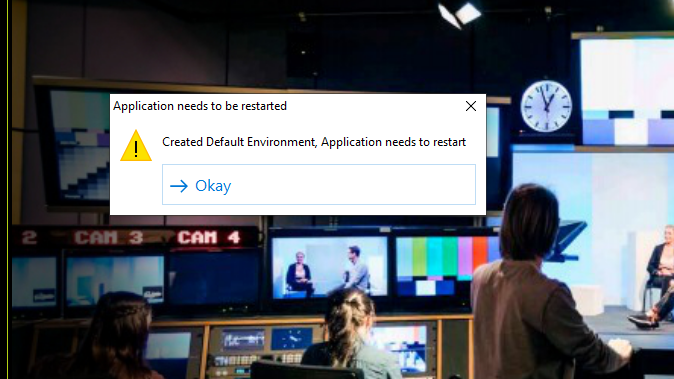 Application needs to be restarted
Created Default Environment, Application needs to restart
Okay
2 CAM 3 CAM 4